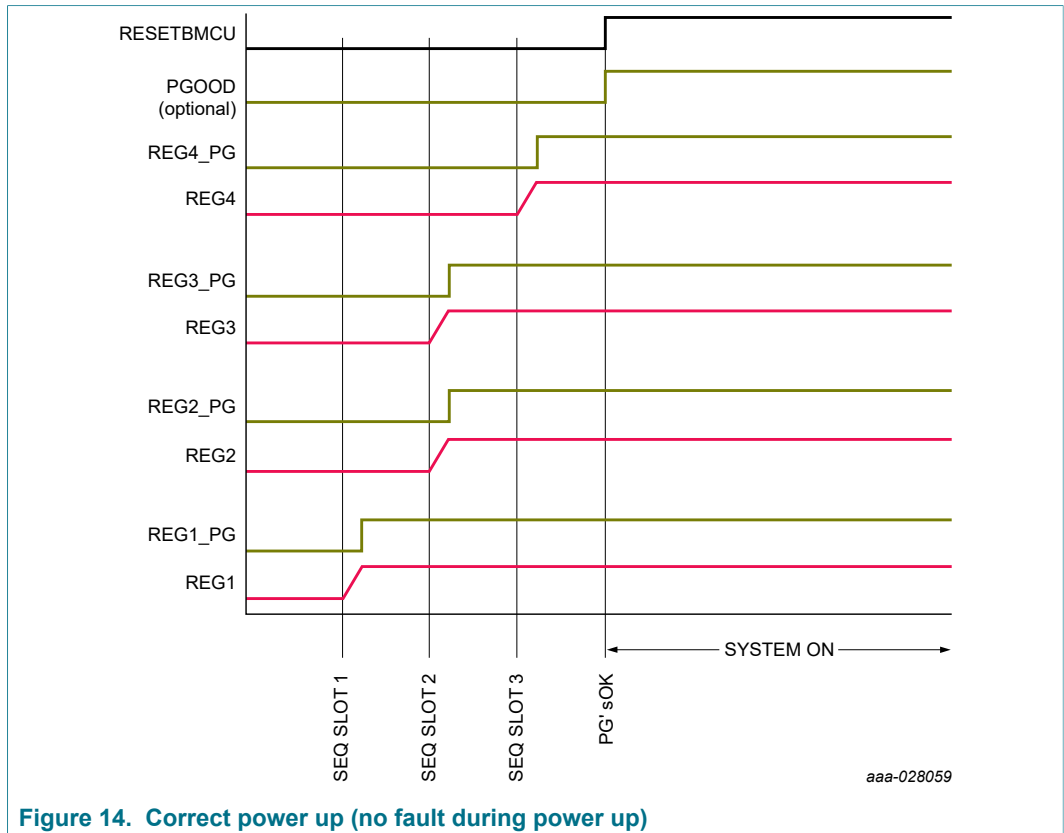 RESETBMCU
PGOOD
(optional)
REG4_PG
REG4
REG3_PG
REG3
REG2_PG
REG2
REG1_PG
REG1
SYSTEM ON
SEQ SLOT 1
SEQ SLOT 2
SEQ SLOT 3
PG' sOK
aaa-028059
Figure 14. Correct power up (no fault during power up)